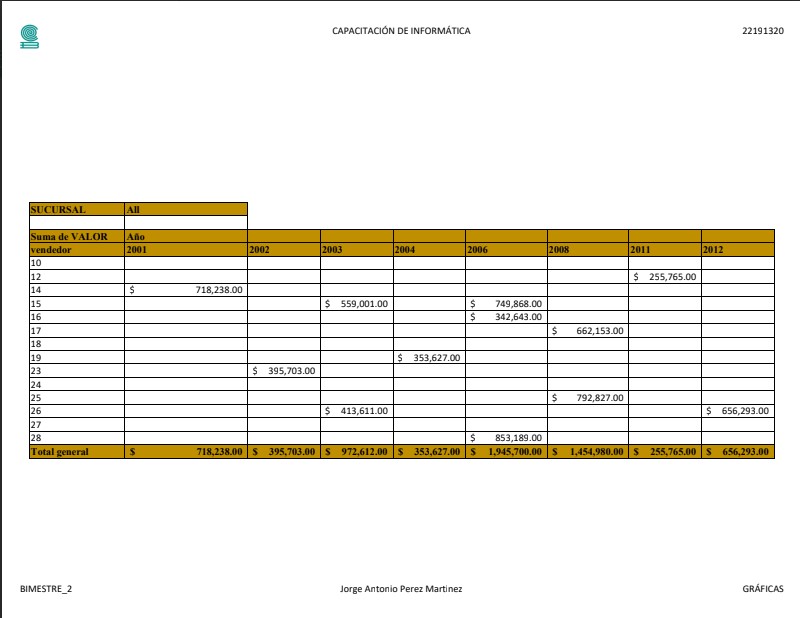 CAPACITACIÓN DE INFORMÁTICA 22191320
SUCURSAL All
Suma de VALOR Año
vendedor 2001 2002 2003 2004 2006 2008 2011 2012
10
12 $ 255,765.00
14 $ 718,238.00
15 $ 559,001.00 $ 749,868.00
16 $ 342,643.00
17 $ 662,153.00
18
19 $ 353,627.00
23 $ 395,703.00
24
25 $ 792,827.00
26 $ 413,611.00 $ 656,293.00
27
28 $ 853,189.00
Total general $ 718,238.00 $ 395,703.00 $ 972,612.00 $ 353,627.00 $ 1,945,700.00 $ 1,454,980.00 $ 255,765.00 $ 656,293.00
BIMESTRE_2 Jorge Antonio Perez Martinez GRÁFICAS